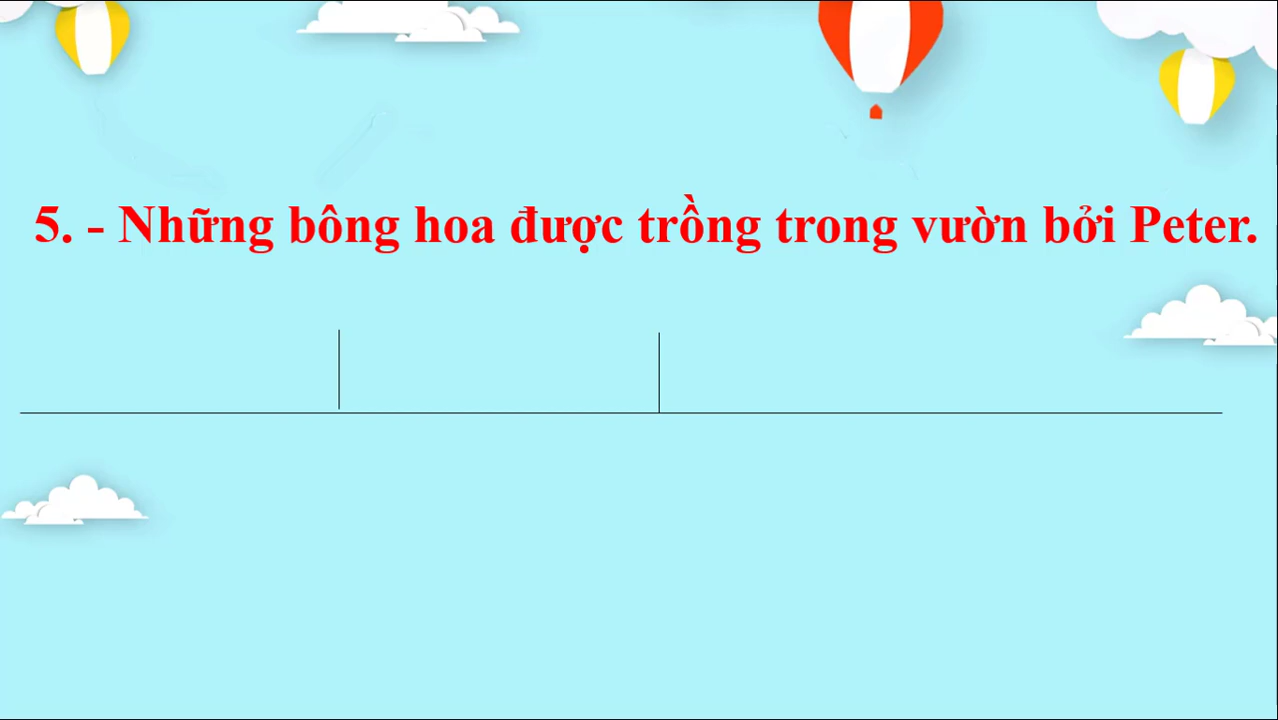 5. - Những bông hoa được trồng trong vườn bởi Peter.